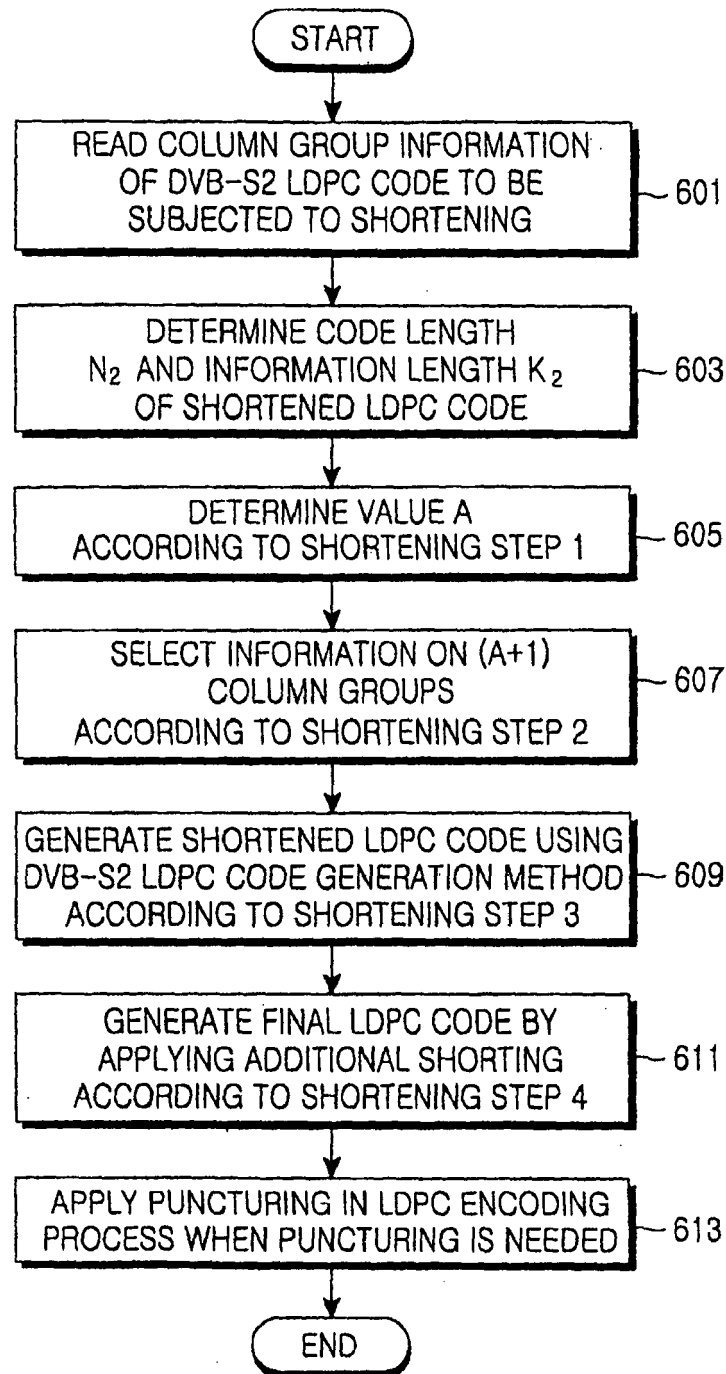 START
READ COLUMN GROUP INFORMATION
OF DVB-S2 LDPC CODE TO BE
SUBJECTED TO SHORTENING
601
DETERMINE CODE LENGTH
N₂ AND INFORMATION LENGTH K₂
OF SHORTENED LDPC CODE
603
DETERMINE VALUE A
ACCORDING TO SHORTENING STEP 1
605
SELECT INFORMATION ON (A+1)
COLUMN GROUPS
ACCORDING TO SHORTENING STEP 2
607
GENERATE SHORTENED LDPC CODE USING
DVB-S2 LDPC CODE GENERATION METHOD
ACCORDING TO SHORTENING STEP 3
609
GENERATE FINAL LDPC CODE BY
APPLYING ADDITIONAL SHORTING
ACCORDING TO SHORTENING STEP 4
611
APPLY PUNCTURING IN LDPC ENCODING
PROCESS WHEN PUNCTURING IS NEEDED
613
END